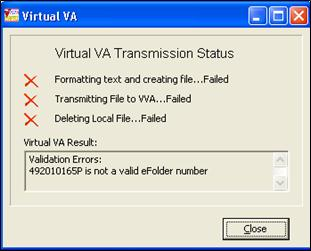 Virtual VA
Virtual VA Transmission Status
Formatting text and creating file...Failed
Transmitting File to VVA...Failed
Deleting Local File...Failed
Virtual VA Result:
Validation Errors:
492010165P is not a valid eFolder number
Close